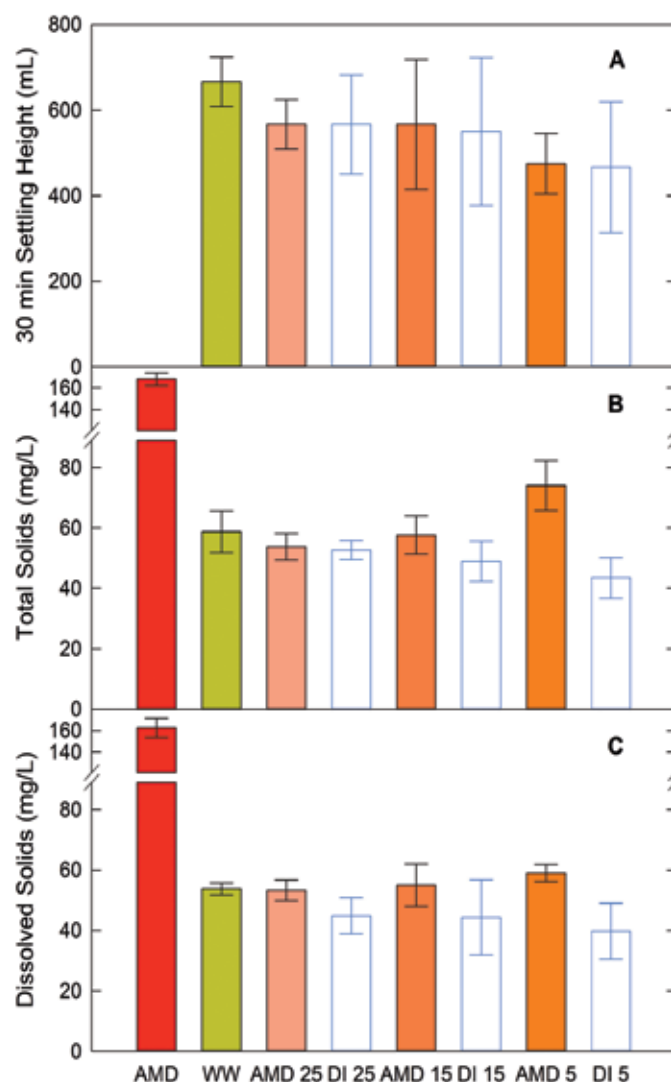 800
600
400
200
0
30 min Settling Height (mL)
A
160
140
80
60
40
20
0
Total Solids (mg/L)
B
160
140
80
60
40
20
0
Dissolved Solids (mg/L)
C
AMD WW AMD 25 DI 25 AMD 15 DI 15 AMD 5 DI 5